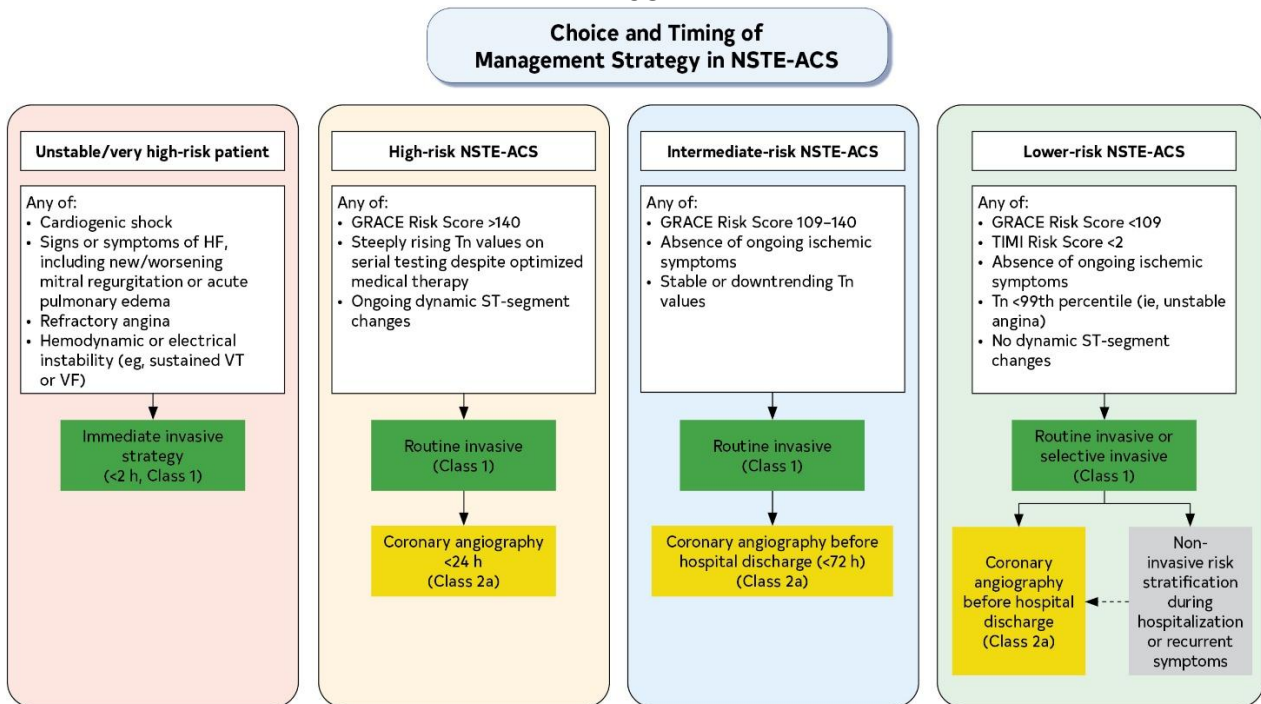 Choice and Timing of
Management Strategy in NSTE-ACS
Unstable/very high-risk patient
Any of:
• Cardiogenic shock
• Signs or symptoms of HF,
including new/worsening
mitral regurgitation or acute
pulmonary edema
• Refractory angina
• Hemodynamic or electrical
instability (eg, sustained VT
or VF)
Immediate invasive
strategy
(<2 h, Class 1)
High-risk NSTE-ACS
Any of:
• GRACE Risk Score >140
• Steeply rising Tn values on
serial testing despite optimized
medical therapy
• Ongoing dynamic ST-segment
changes
Routine invasive
(Class 1)
Coronary angiography
<24 h
(Class 2a)
Intermediate-risk NSTE-ACS
Any of:
• GRACE Risk Score 109–140
• Absence of ongoing ischemic
symptoms
• Stable or downtrending Tn
values
Routine invasive
(Class 1)
Coronary angiography before
hospital discharge (<72 h)
(Class 2a)
Lower-risk NSTE-ACS
Any of:
• GRACE Risk Score <109
• TIMI Risk Score <2
• Absence of ongoing ischemic
symptoms
• Tn <99th percentile (ie, unstable
angina)
• No dynamic ST-segment
changes
Routine invasive or
selective invasive
(Class 1)
Coronary
angiography
before hospital
discharge
(Class 2a)
Non-
invasive risk
stratification
during
hospitalization
or recurrent
symptoms